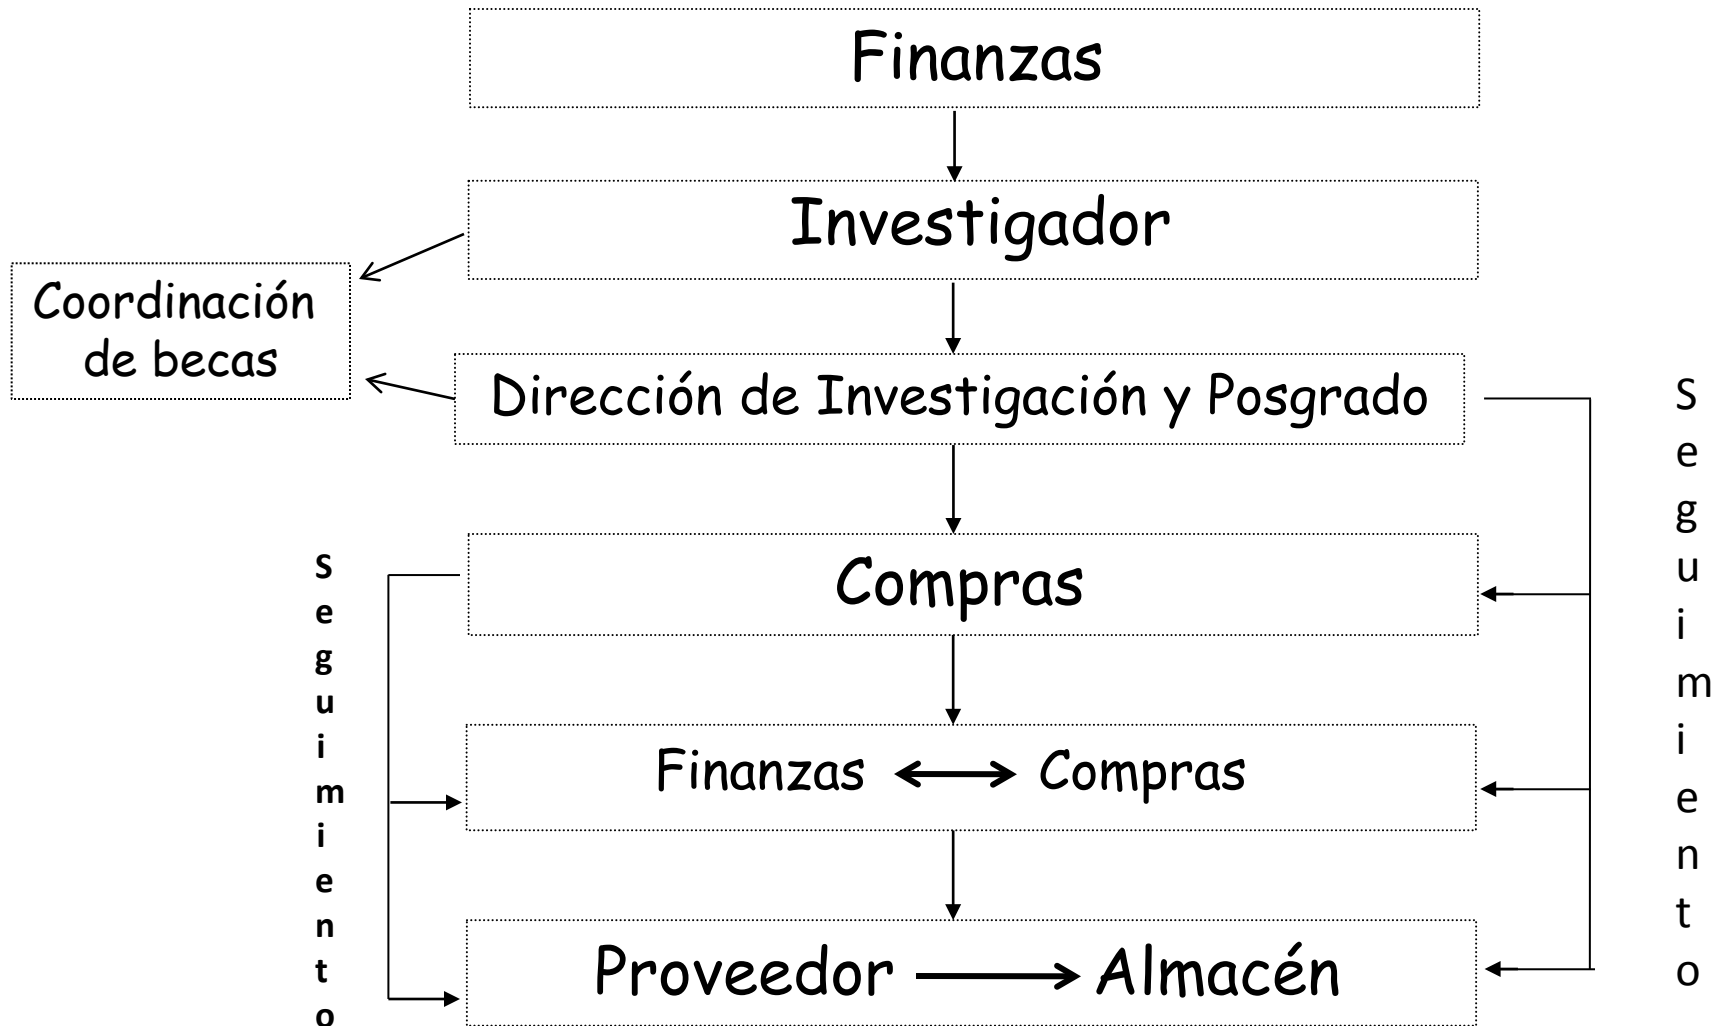 Finanzas
Investigador
Coordinación
de becas
Dirección de Investigación y Posgrado
Compras
Finanzas Compras
Proveedor Almacén
Seguimiento
Seguimiento